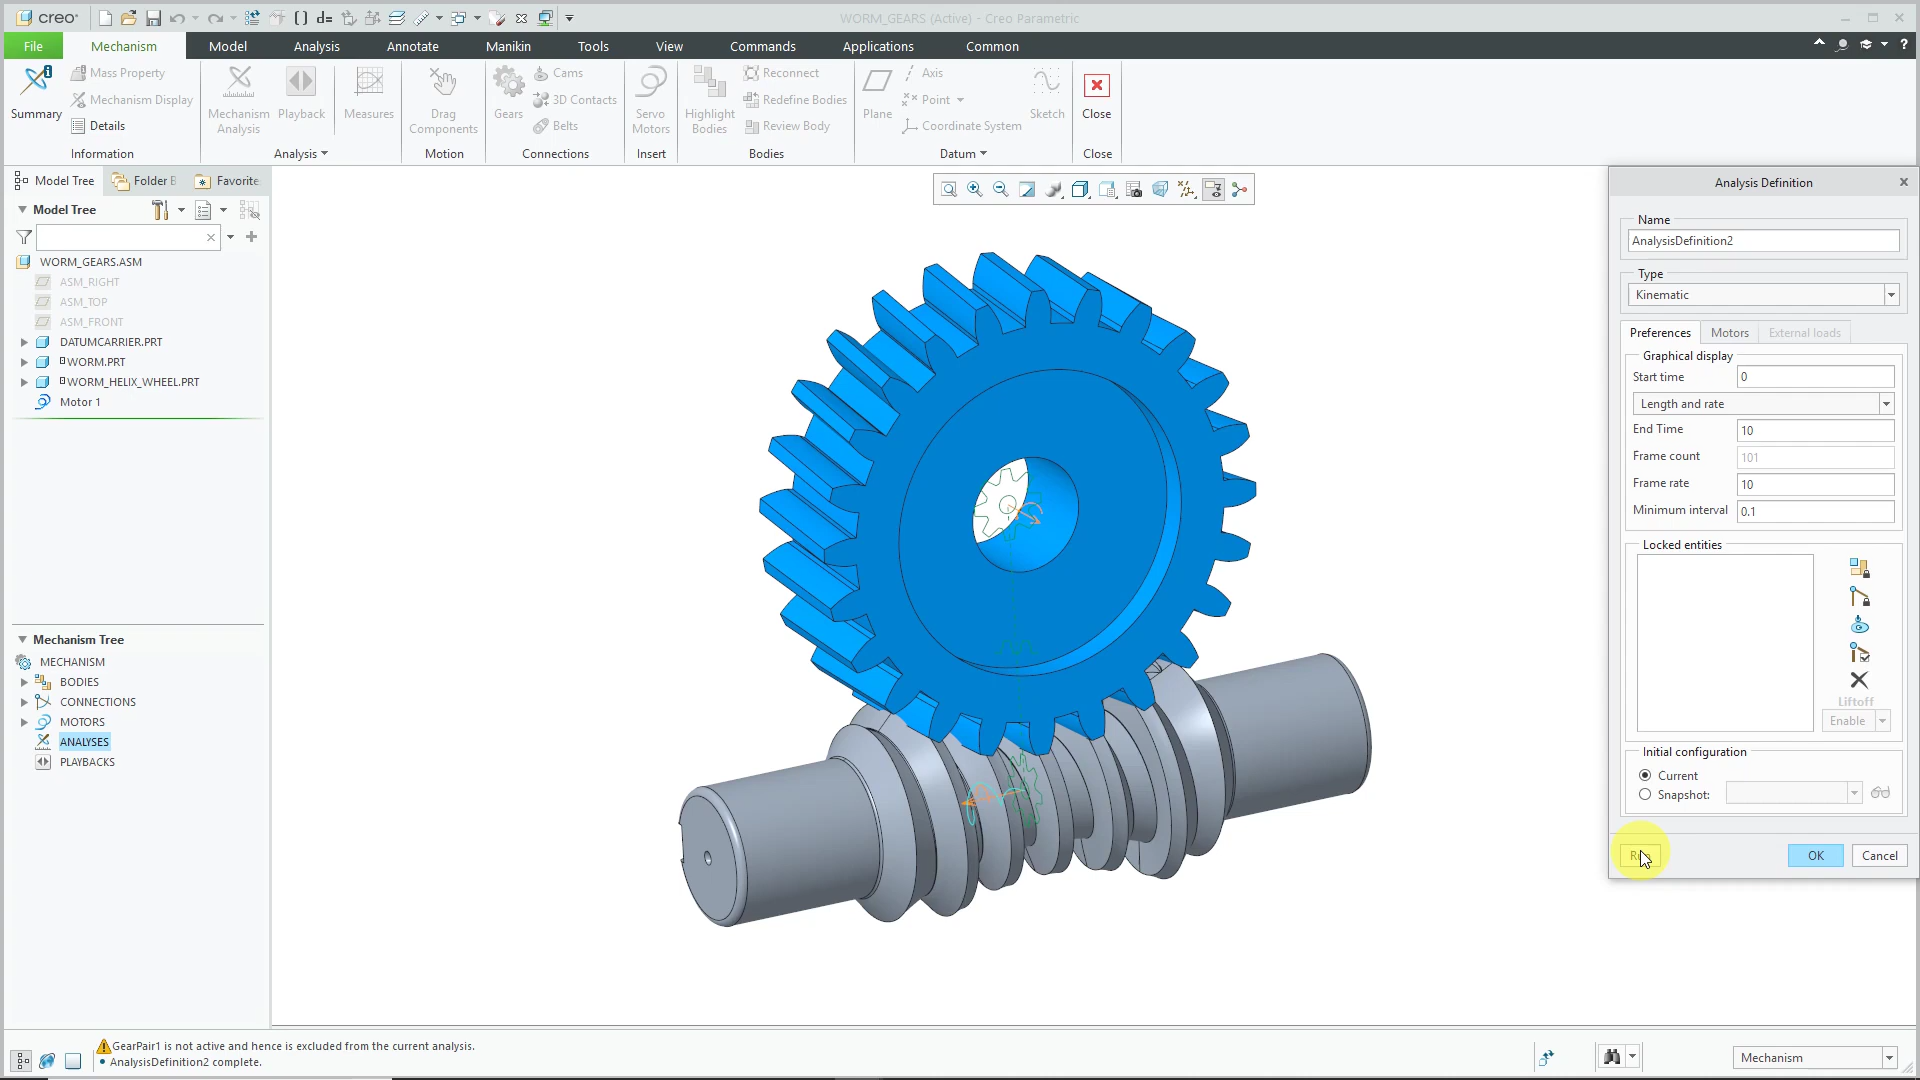 creo
d=
WORM_GEARS (Active) - Creo Parametric
File
Mechanism
Model
Analysis
Annotate
Manikin
Tools
View
Commands
Applications
Common
?
Summary
Mass Property
Mechanism Display
Details
Information
Mechanism
Analysis
Playback
Measures
Analysis
Drag
Components
Motion
Gears
Cams
3D Contacts
Belts
Connections
Servo
Motors
Insert
Highlight
Bodies
Reconnect
Redefine Bodies
Review Body
Bodies
Plane
Axis
Point
Coordinate System
Sketch
Datum
Close
Close
Model Tree
Folder B
Favorite
Model Tree
WORM_GEARS.ASM
ASM_RIGHT
ASM_TOP
ASM_FRONT
DATUMCARRIER.PRT
WORM.PRT
WORM_HELIX_WHEEL.PRT
Motor 1
Mechanism Tree
MECHANISM
BODIES
CONNECTIONS
MOTORS
ANALYSES
PLAYBACKS
Analysis Definition
Name
AnalysisDefinition2
Type
Kinematic
Preferences
Motors
External loads
Graphical display
Start time
0
Length and rate
End Time
10
Frame count
101
Frame rate
10
Minimum interval
0.1
Locked entities
Liftoff
Enable
Initial configuration
Current
Snapshot:
OK
Cancel
GearPair1 is not active and hence is excluded from the current analysis.
• AnalysisDefinition2 complete.
Mechanism